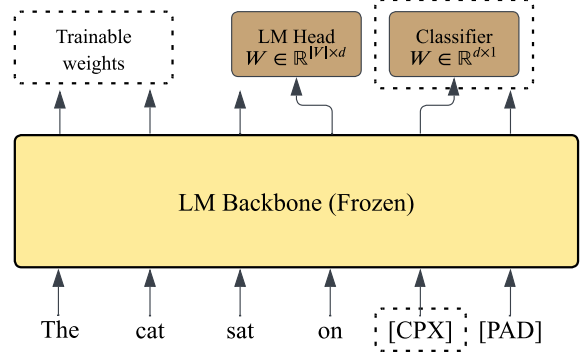 Trainable
weights
LM Head
W ∈ ℝ^{|V|×d}
Classifier
W ∈ ℝ^{d×1}
LM Backbone (Frozen)
The cat sat on [CPX] [PAD]